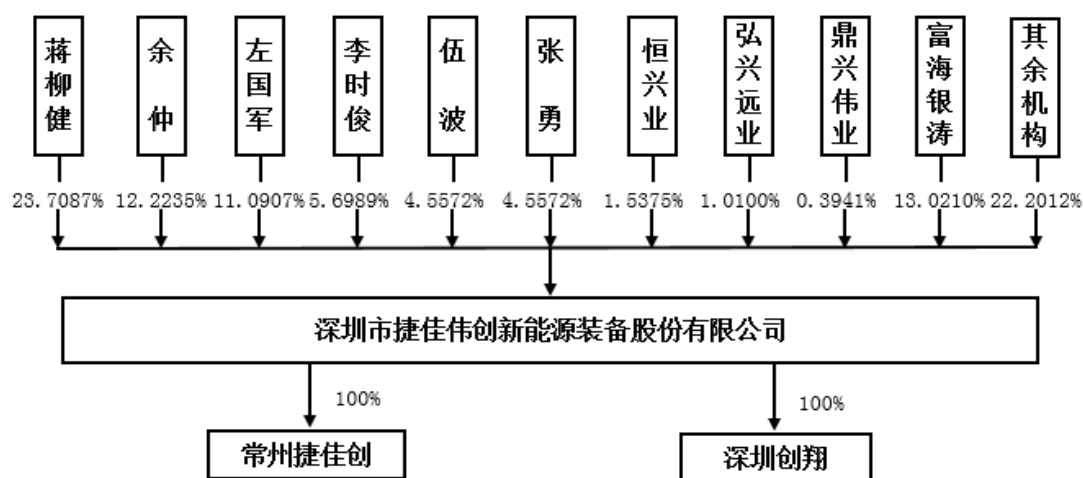 蒋柳健
余仲
左国军
李时俊
伍波
张勇
恒兴业
弘兴远业
鼎兴伟业
富海银涛
其余机构
23.7087% 12.2235% 11.0907% 5.6989% 4.5572% 4.5572% 1.5375% 1.0100% 0.3941% 13.0210% 22.2012%
深圳市捷佳伟创新能源装备股份有限公司
100%
100%
常州捷佳创
深圳创翔